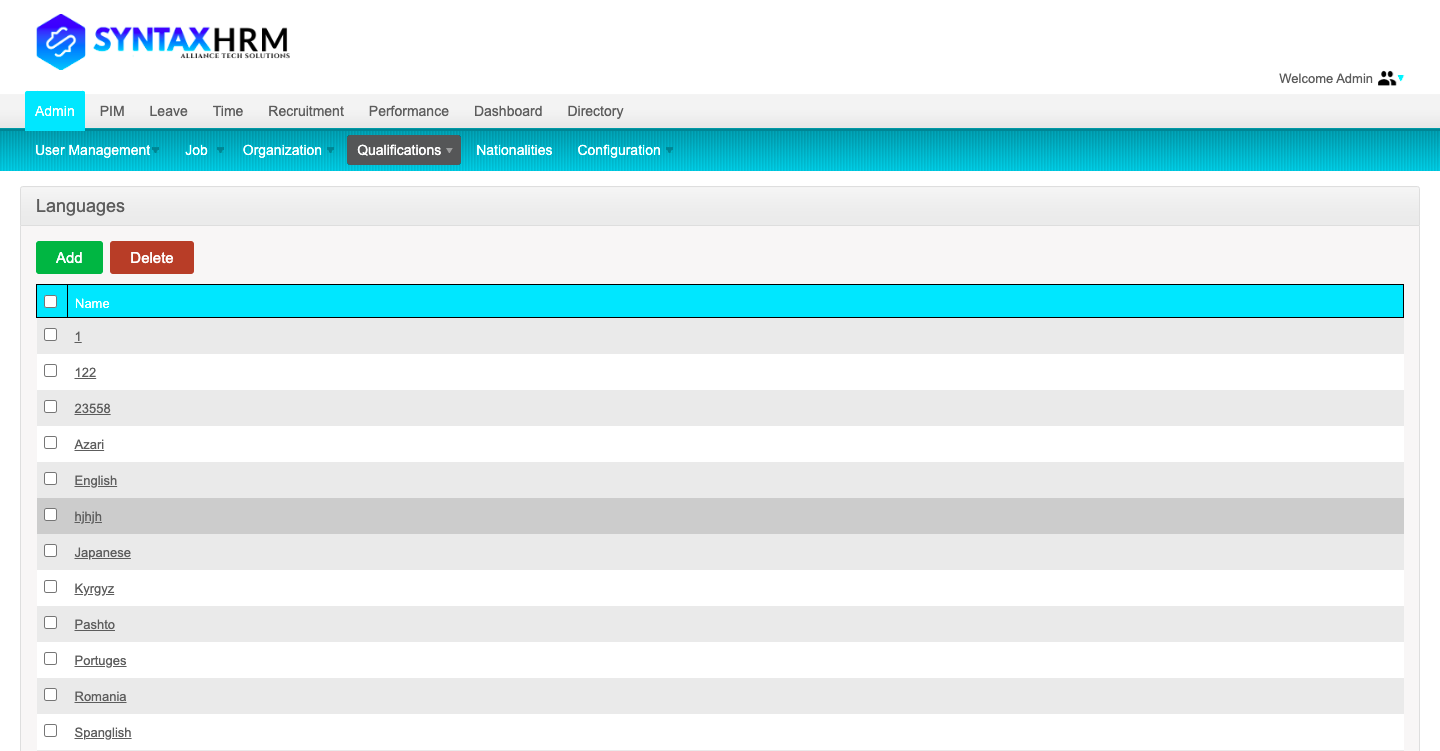 SYNTAXHRM
ALLIANCE TECH SOLUTIONS
Welcome Admin
Admin PIM Leave Time Recruitment Performance Dashboard Directory
User Management Job Organization Qualifications Nationalities Configuration
Languages
Add Delete
Name
1
122
23558
Azari
English
hjhjh
Japanese
Kyrgyz
Pashto
Portuges
Romania
Spanglish